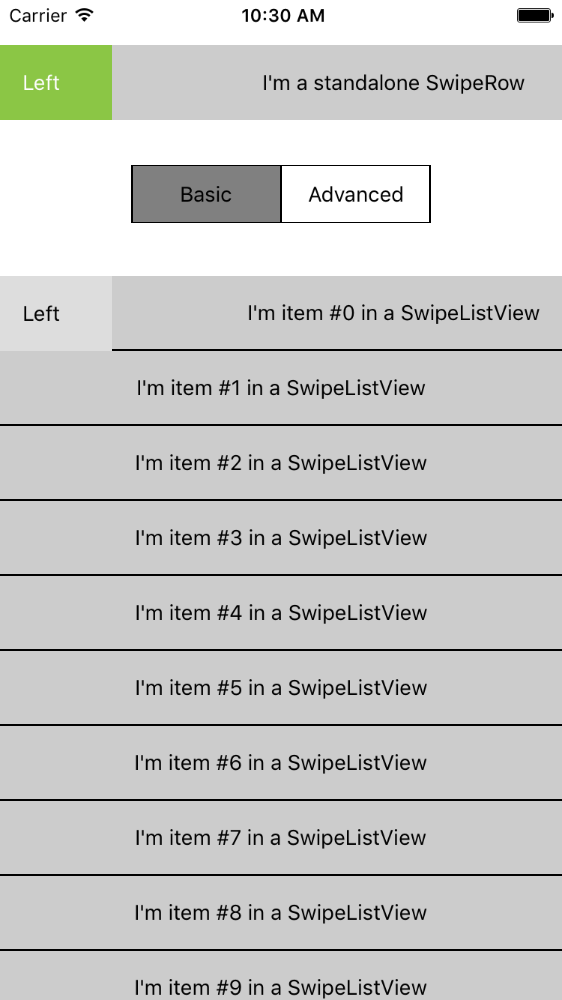 Carrier 10:30 AM
Left I'm a standalone SwipeRow
Basic Advanced
Left I'm item #0 in a SwipeListView
I'm item #1 in a SwipeListView
I'm item #2 in a SwipeListView
I'm item #3 in a SwipeListView
I'm item #4 in a SwipeListView
I'm item #5 in a SwipeListView
I'm item #6 in a SwipeListView
I'm item #7 in a SwipeListView
I'm item #8 in a SwipeListView
I'm item #9 in a SwipeListView